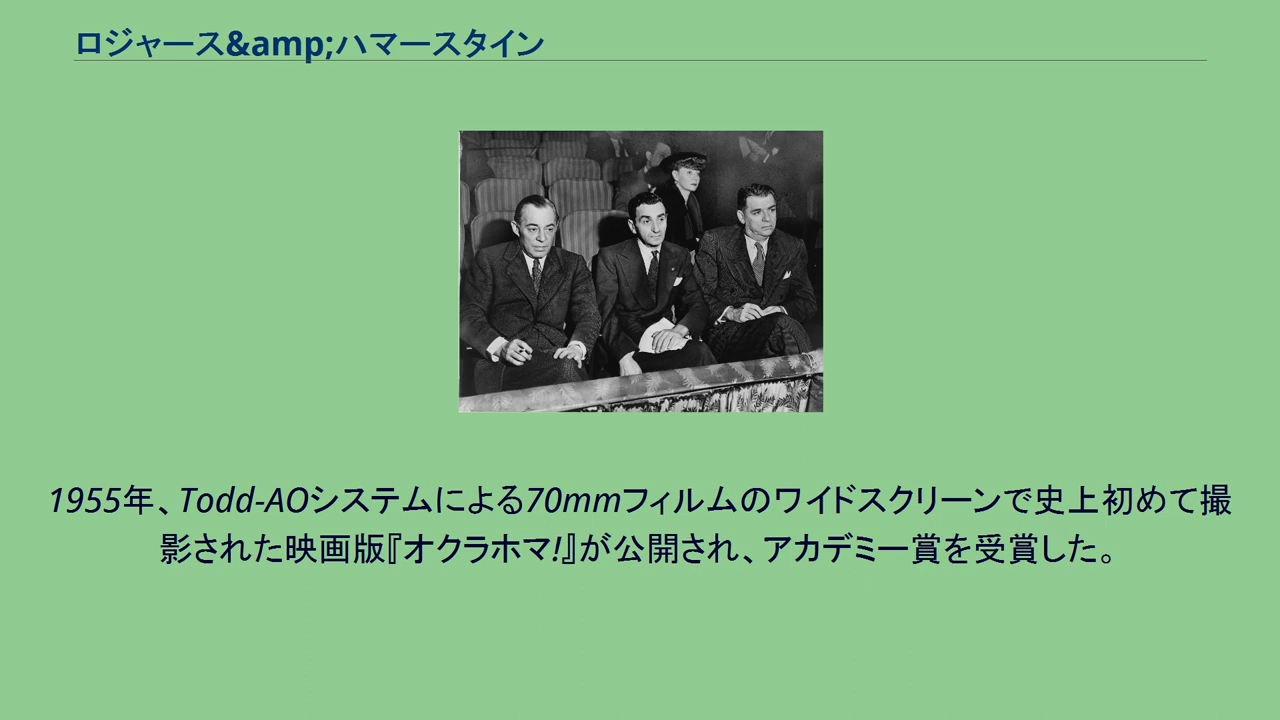 ロジャース&amp;ハマースタイン
1955年、Todd-AOシステムによる70mmフィルムのワイドスクリーンで史上初めて撮
影された映画版『オクラホマ!』が公開され、アカデミー賞を受賞した。